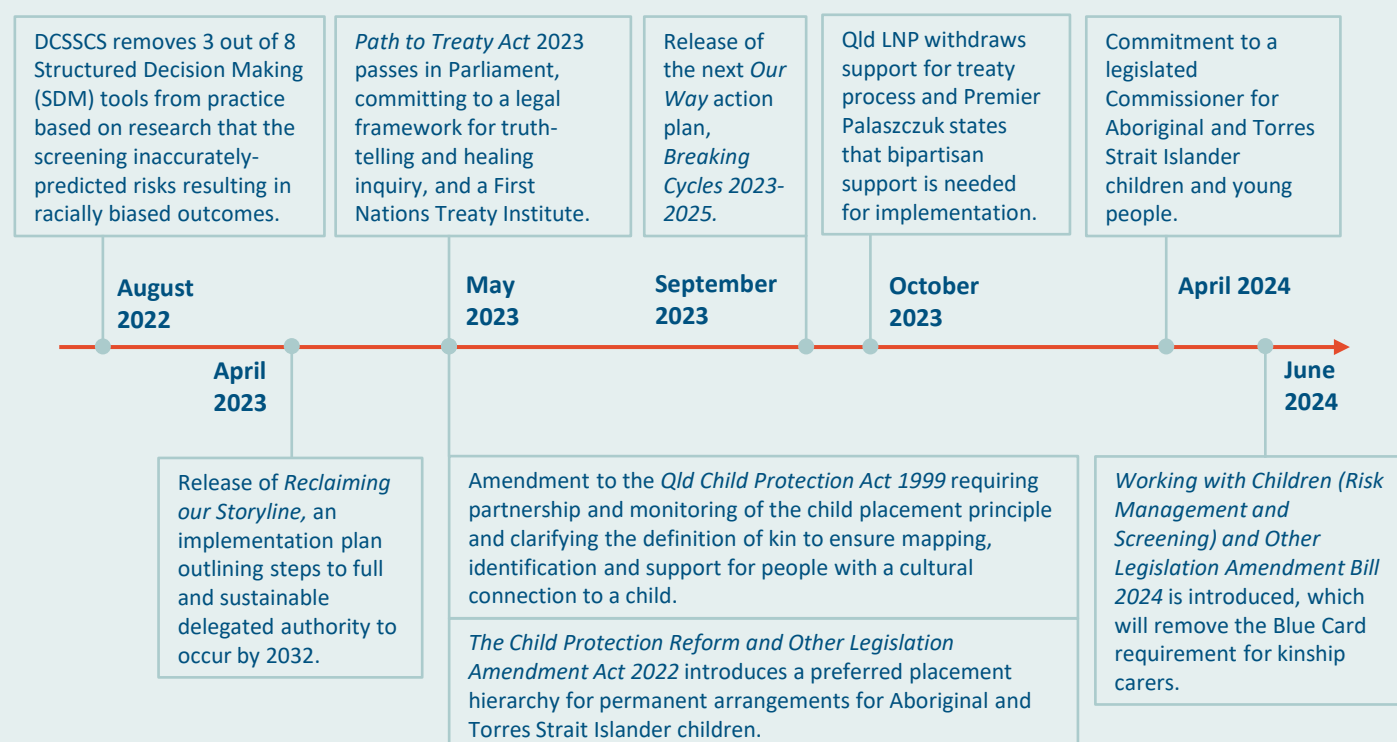 DCSSCS removes 3 out of 8
Structured Decision Making
(SDM) tools from practice
based on research that the
screening inaccurately-
predicted risks resulting in
racially biased outcomes.
Path to Treaty Act 2023
passes in Parliament,
committing to a legal
framework for truth-
telling and healing
inquiry, and a First
Nations Treaty Institute.
Release of
the next Our
Way action
plan,
Breaking
Cycles 2023-
2025.
Qld LNP withdraws
support for treaty
process and Premier
Palaszczuk states
that bipartisan
support is needed
for implementation.
Commitment to a
legislated
Commissioner for
Aboriginal and Torres
Strait Islander
children and young
people.
August
2022
May
2023
September
2023
October
2023
April 2024
April
2023
June
2024
Release of Reclaiming
our Storyline, an
implementation plan
outlining steps to full
and sustainable
delegated authority to
occur by 2032.
Amendment to the Qld Child Protection Act 1999 requiring
partnership and monitoring of the child placement principle
and clarifying the definition of kin to ensure mapping,
identification and support for people with a cultural
connection to a child.
The Child Protection Reform and Other Legislation
Amendment Act 2022 introduces a preferred placement
hierarchy for permanent arrangements for Aboriginal and
Torres Strait Islander children.
Working with Children (Risk
Management and
Screening) and Other
Legislation Amendment Bill
2024 is introduced, which
will remove the Blue Card
requirement for kinship
carers.